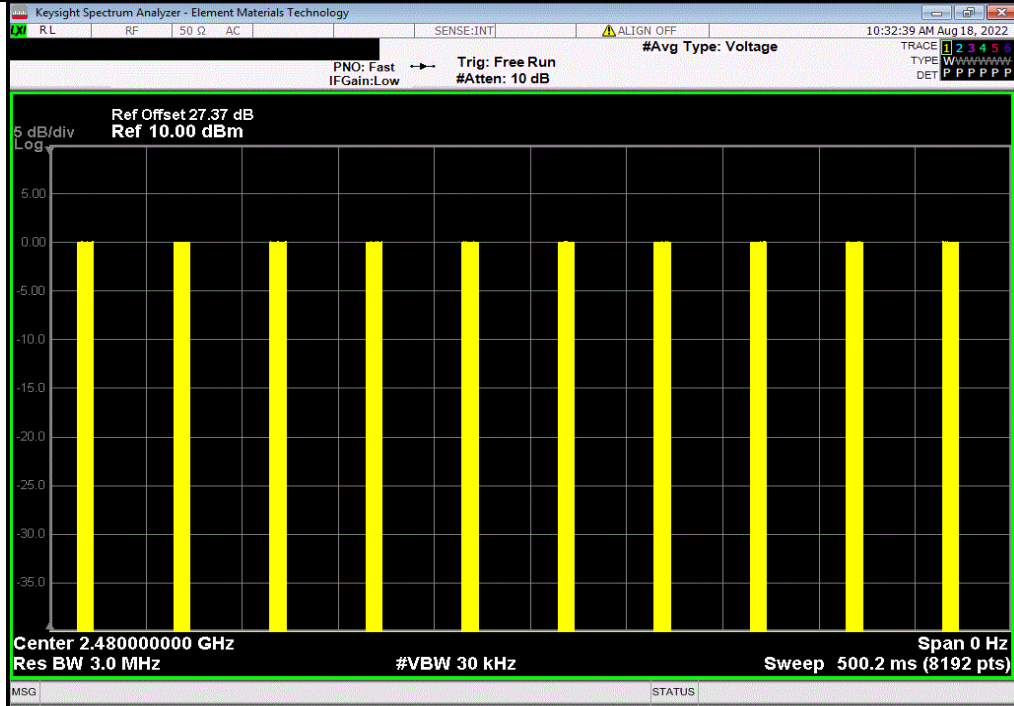 Keysight Spectrum Analyzer - Element Materials Technology
LXI RL RF 50 Ω AC SENSE:INT ALIGN OFF 10:32:39 AM Aug 18, 2022
#Avg Type: Voltage TRACE 1 2 3 4 5 6
PNO: Fast Trig: Free Run TYPE WWWWWWW
IFGain:Low #Atten: 10 dB DET P P P P P P
Ref Offset 27.37 dB
5 dB/div Ref 10.00 dBm
Log
5.00
0.00
-5.00
-10.0
-15.0
-20.0
-25.0
-30.0
-35.0
Center 2.480000000 GHz Span 0 Hz
Res BW 3.0 MHz #VBW 30 kHz Sweep 500.2 ms (8192 pts)
MSG STATUS